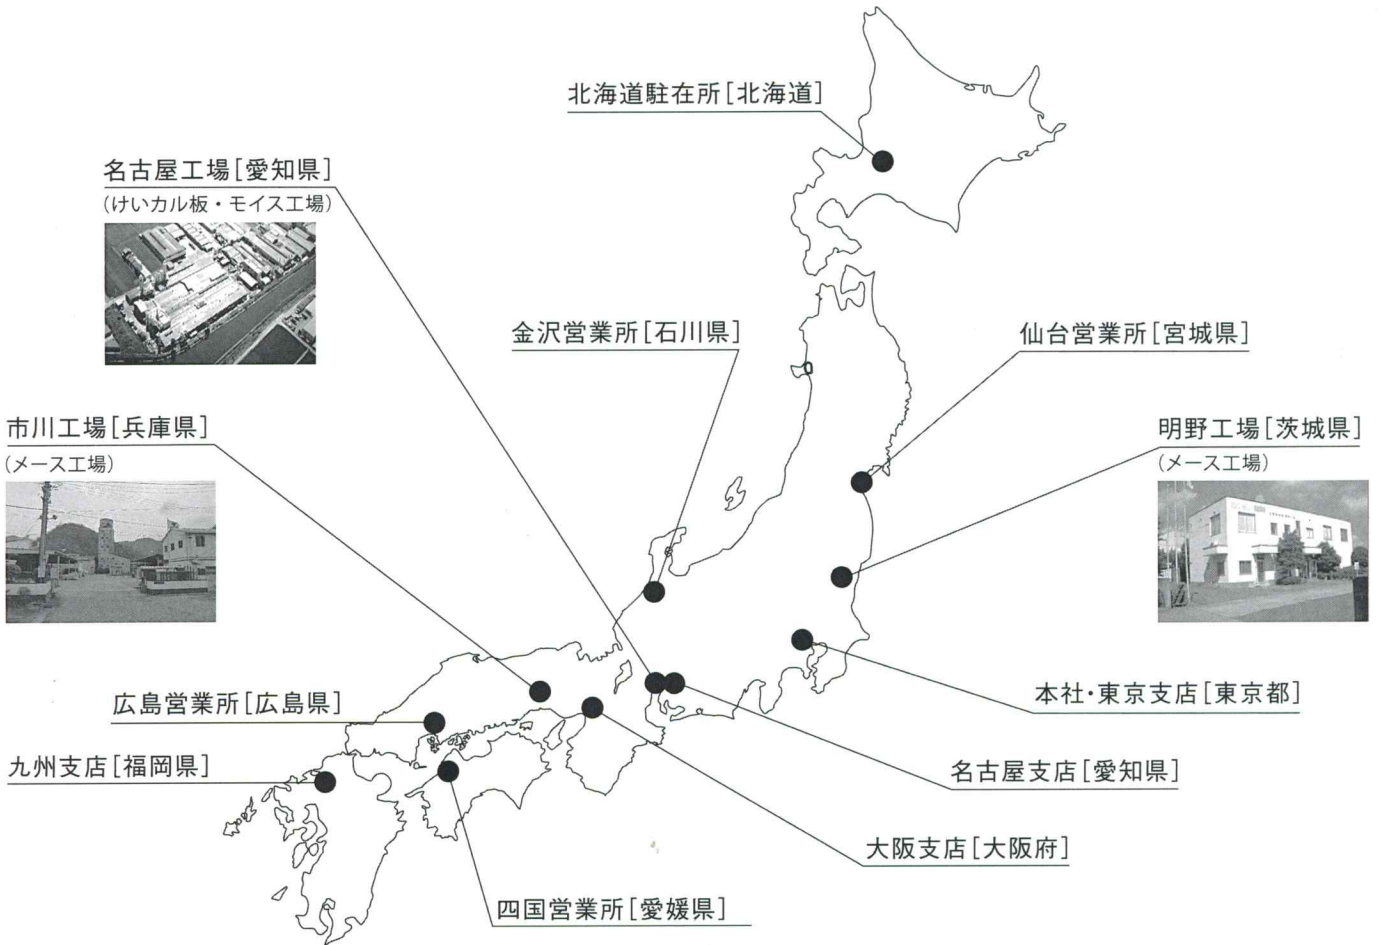 北海道駐在所[北海道]
名古屋工場[愛知県]
(けいカル板・モイス工場)
金沢営業所[石川県]
仙台営業所[宮城県]
市川工場[兵庫県]
(メース工場)
明野工場[茨城県]
(メース工場)
広島営業所[広島県]
本社・東京支店[東京都]
九州支店[福岡県]
名古屋支店[愛知県]
大阪支店[大阪府]
四国営業所[愛媛県]